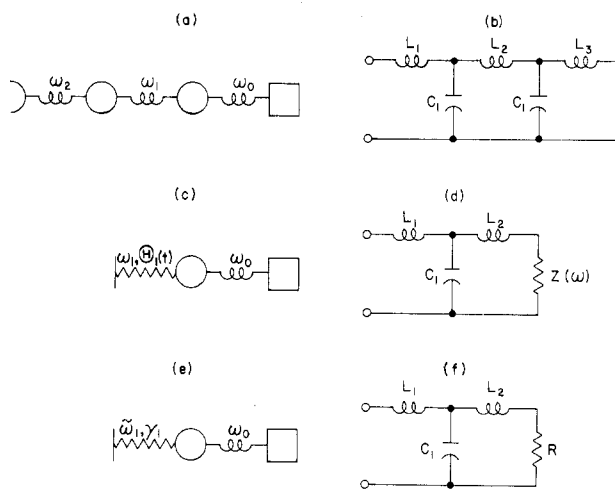 (a)
ω₂ ω₁ ω₀
(b)
L₁ L₂ L₃
C₁ C₁
(c)
ω₁, Ⓗ₁(t) ω₀
(d)
L₁ L₂
C₁ Z(ω)
(e)
ω̃₁, γ₁ ω₀
(f)
L₁ L₂
C₁ R